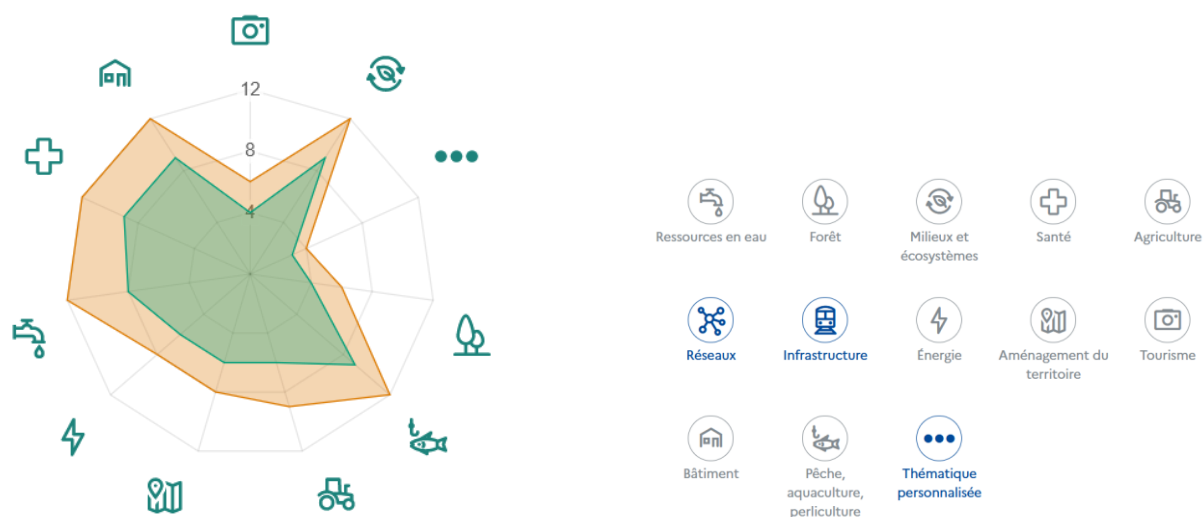 12
8
4
Ressources en eau
Forêt
Milieux et
écosystèmes
Santé
Agriculture
Réseaux
Infrastructure
Énergie
Aménagement du
territoire
Tourisme
Bâtiment
Pêche,
aquaculture,
perliculture
Thématique
personnalisée